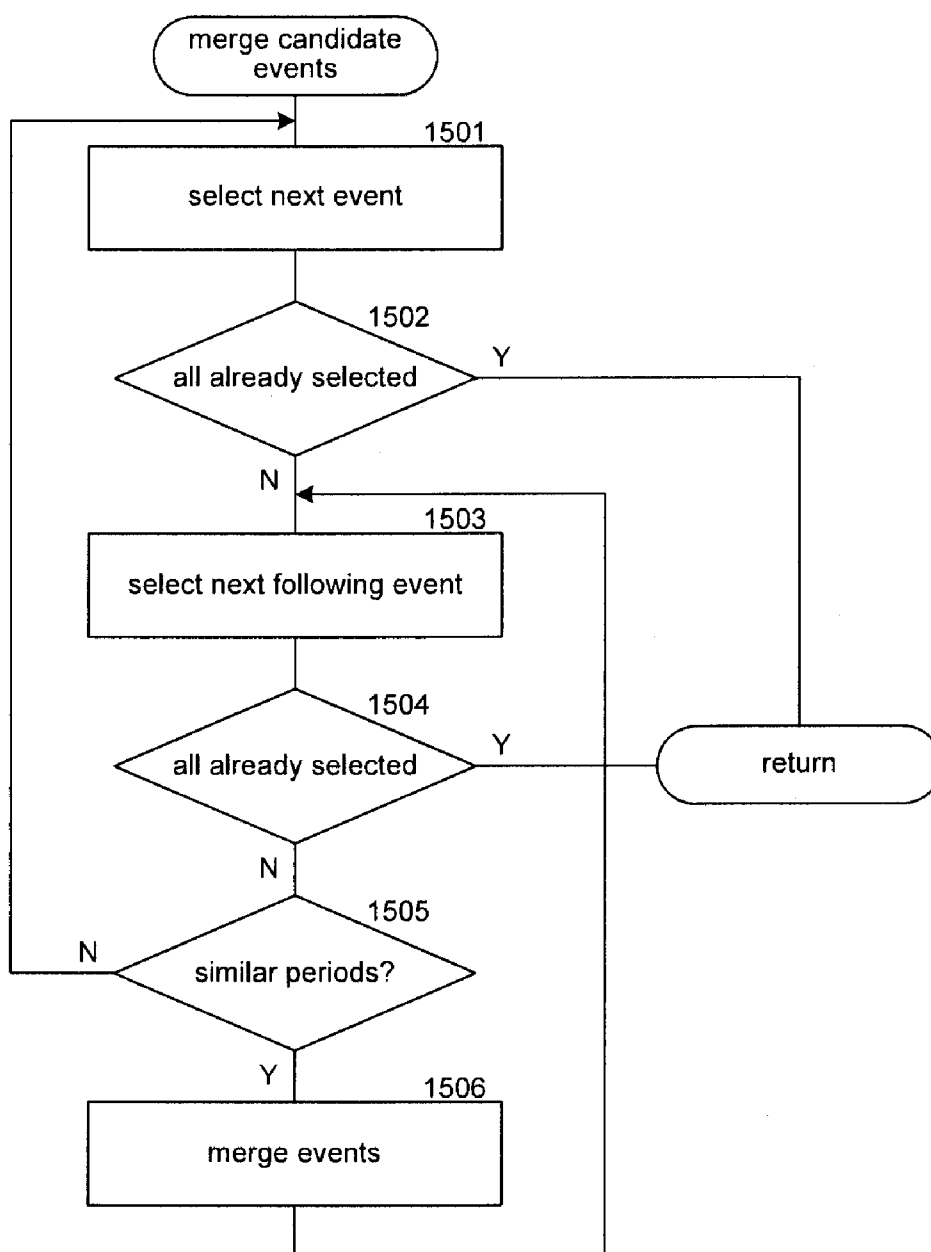 merge candidate
events
1501
select next event
1502
all already selected
Y
N
1503
select next following event
1504
all already selected
Y
return
N
1505
similar periods?
N
Y
1506
merge events